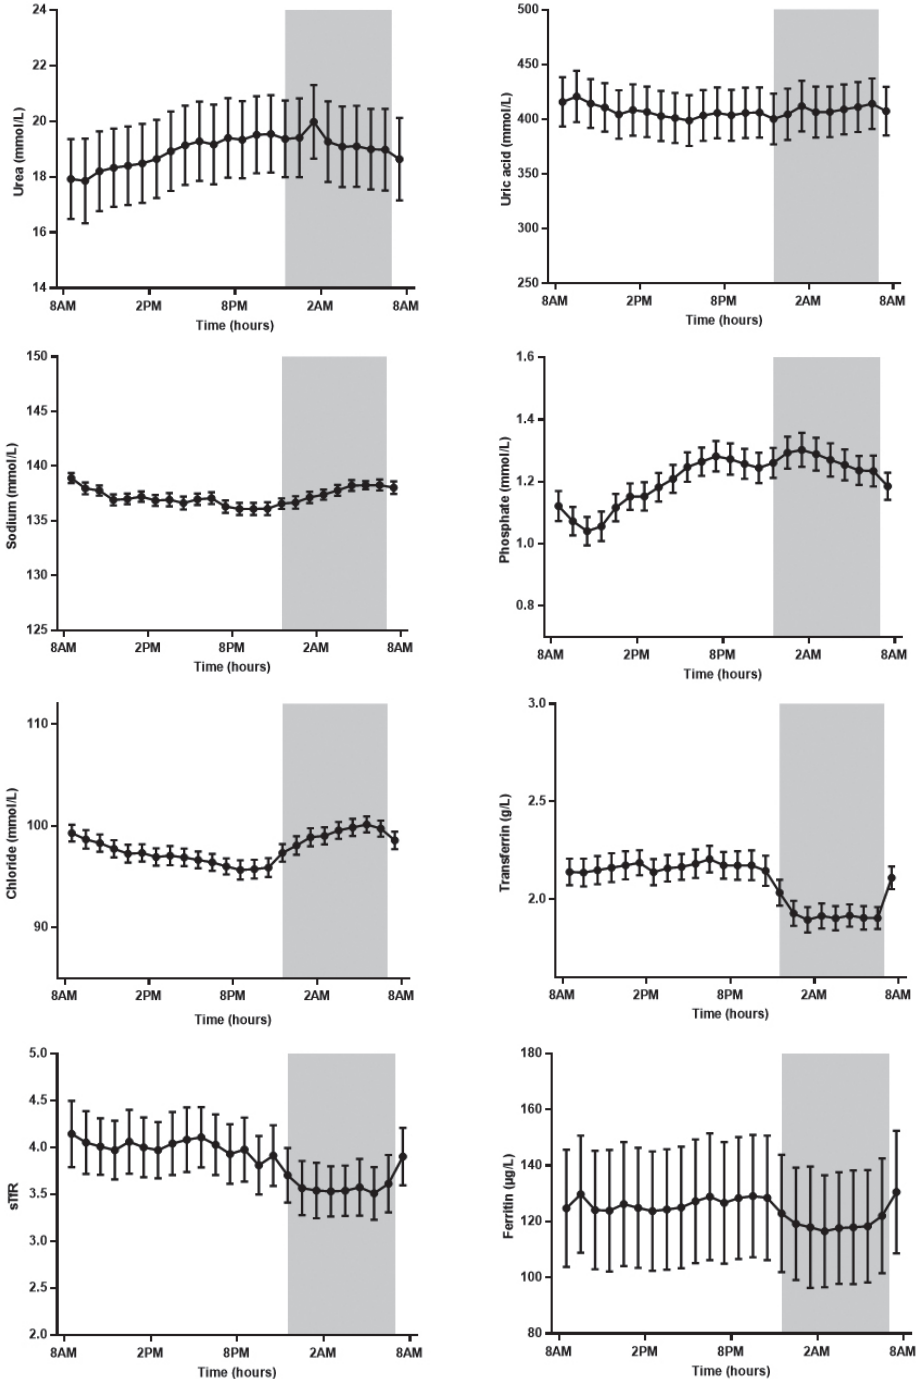 24
22
20
18
16
14
Urea (mmol/L)
8AM 2PM 8PM 2AM 8AM
Time (hours)
500
450
400
350
300
250
Uric acid (mmol/L)
8AM 2PM 8PM 2AM 8AM
Time (hours)
150
145
140
135
130
125
Sodium (mmol/L)
8AM 2PM 8PM 2AM 8AM
Time (hours)
1.6
1.4
1.2
1.0
0.8
Phosphate (mmol/L)
8AM 2PM 8PM 2AM 8AM
Time (hours)
110
100
90
Chloride (mmol/L)
8AM 2PM 8PM 2AM 8AM
Time (hours)
3.0
2.5
2.0
Transferrin (g/L)
8AM 2PM 8PM 2AM 8AM
Time (hours)
5.0
4.5
4.0
3.5
3.0
2.5
2.0
sTfR
8AM 2PM 8PM 2AM 8AM
Time (hours)
180
160
140
120
100
80
Ferritin (µg/L)
8AM 2PM 8PM 2AM 8AM
Time (hours)